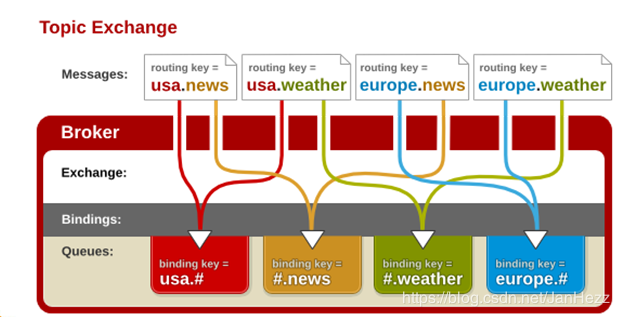 Topic Exchange
Messages:
routing key =
usa.news
routing key =
usa.weather
routing key =
europe.news
routing key =
europe.weather
Broker
Exchange:
Bindings:
Queues:
binding key =
usa.#
binding key =
#.news
binding key =
#.weather
binding key =
europe.#
https://blog.csdn.net/JanHezz